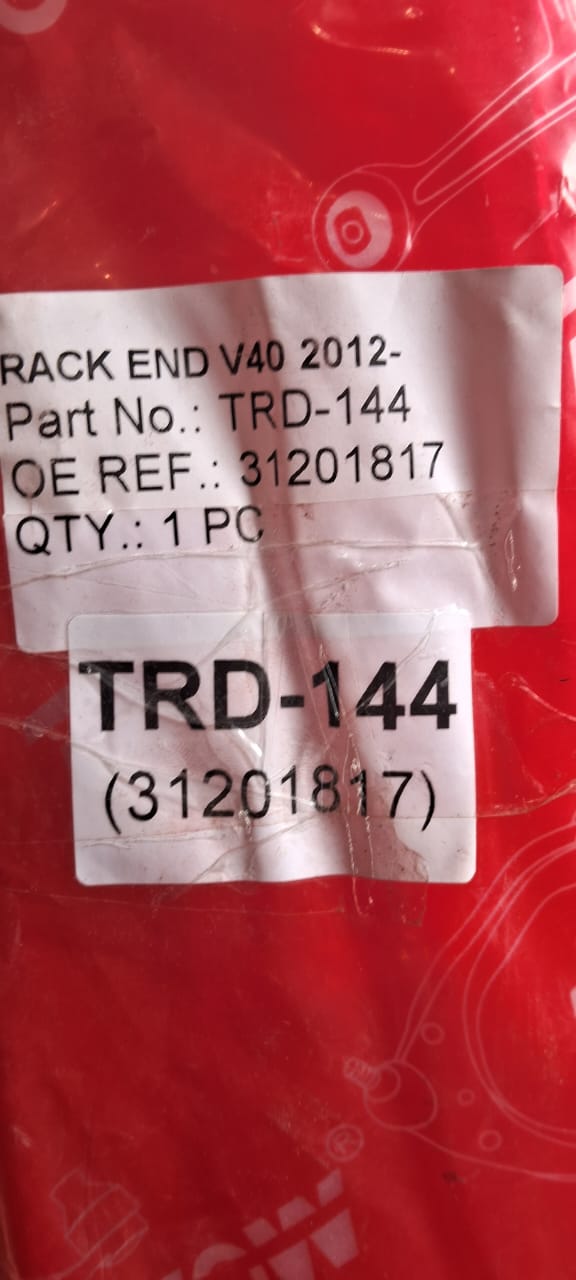 RACK END V40 2012-
Part No.: TRD-144
OE REF.: 31201817
QTY.: 1 PC
TRD-144
(31201817)
®